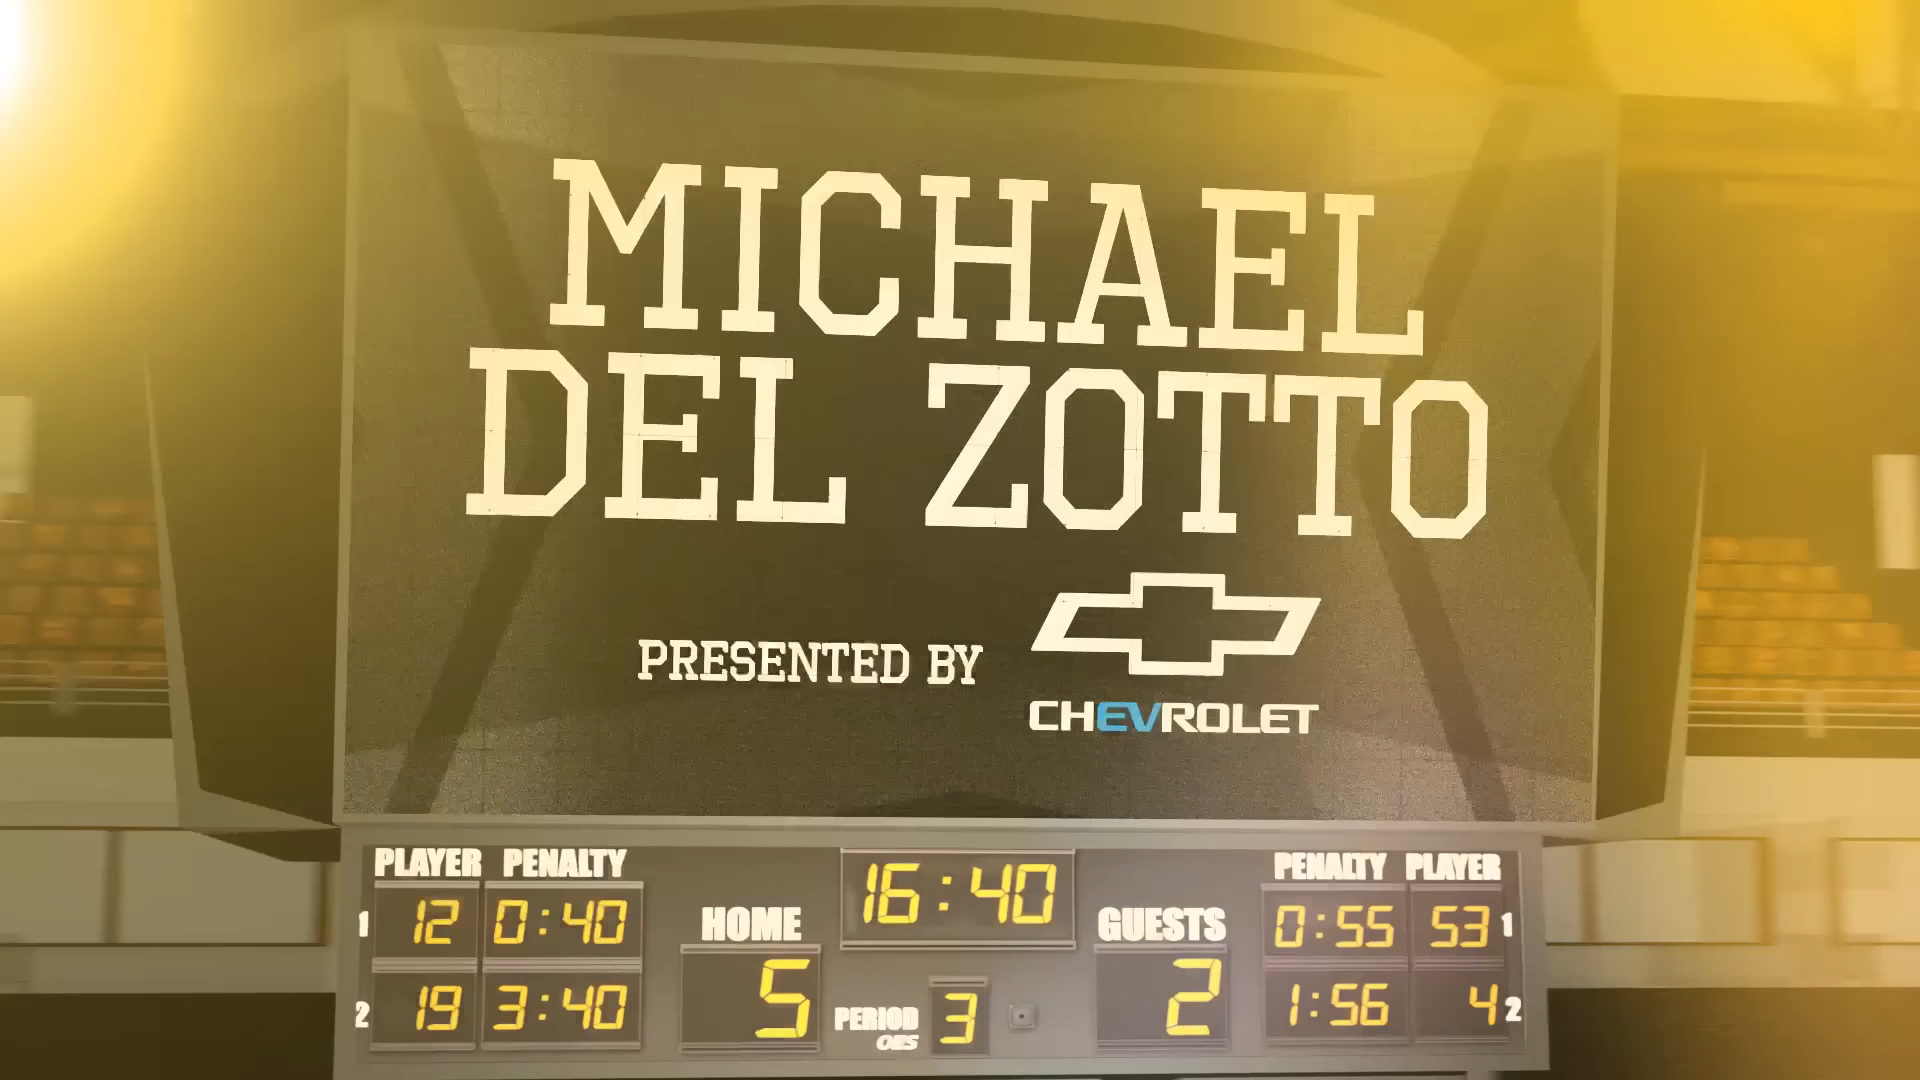 MICHAEL
DEL ZOTTO
PRESENTED BY
CHEVROLET
PLAYER PENALTY
PENALTY PLAYER
16:40
1 12 0:40
HOME
GUESTS
0:55 53 1
5
2
2 19 3:40
PERIOD 3
OES
1:56 4 2